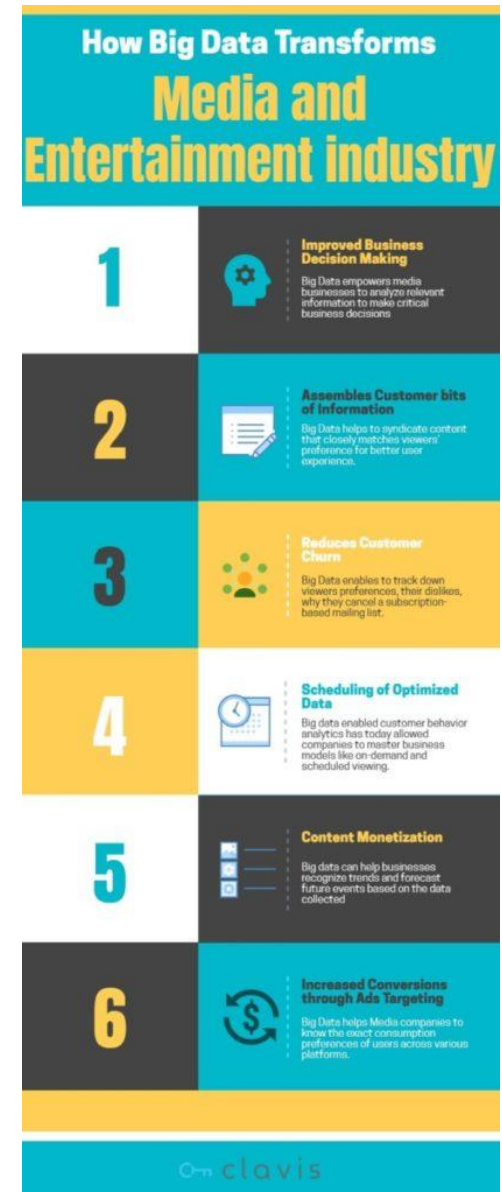 How Big Data Transforms
Media and
Entertainment industry
1
Improved Business
Decision Making
Big Data empowers media
businesses to analyze relevant
information to make critical
business decisions
2
Assembles Customer bits
of Information
Big Data helps to syndicate content
that closely matches viewers'
preference for better user
experience.
3
Reduces Customer
Churn
Big Data enables to track down
viewers preferences, their dislikes,
why they cancel a subscription-
based mailing list.
4
Scheduling of Optimized
Data
Big data enabled customer behavior
analytics has today allowed
companies to master business
models like on-demand and
scheduled viewing.
5
Content Monetization
Big data can help businesses
recognize trends and forecast
future events based on the data
collected
6
Increased Conversions
through Ads Targeting
Big Data helps Media companies to
know the exact consumption
preferences of users across various
platforms.
clavis